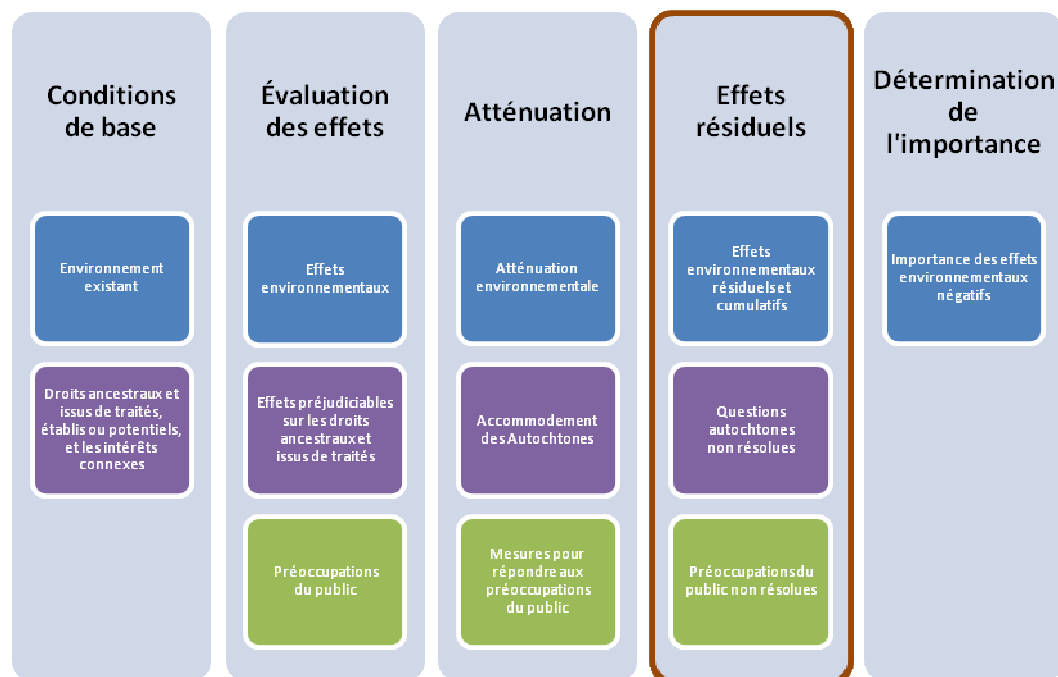 Conditions
de base
Environnement
existant
Droits ancestraux et
issus de traités,
établis ou potentiels,
et les intérêts
connexes
Évaluation
des effets
Effets
environnementaux
Effets préjudiciables
sur les droits
ancestraux et
issus de traités
Préoccupations
du public
Atténuation
Atténuation
environnementale
Accommodement
des Autochtones
Mesures pour
répondre aux
préoccupations
du public
Effets
résiduels
Effets
environnementaux
résiduels et
cumulatifs
Questions
autochtones
non résolues
Préoccupations du
public non résolues
Détermination
de
l'importance
Importance des effets
environnementaux
négatifs